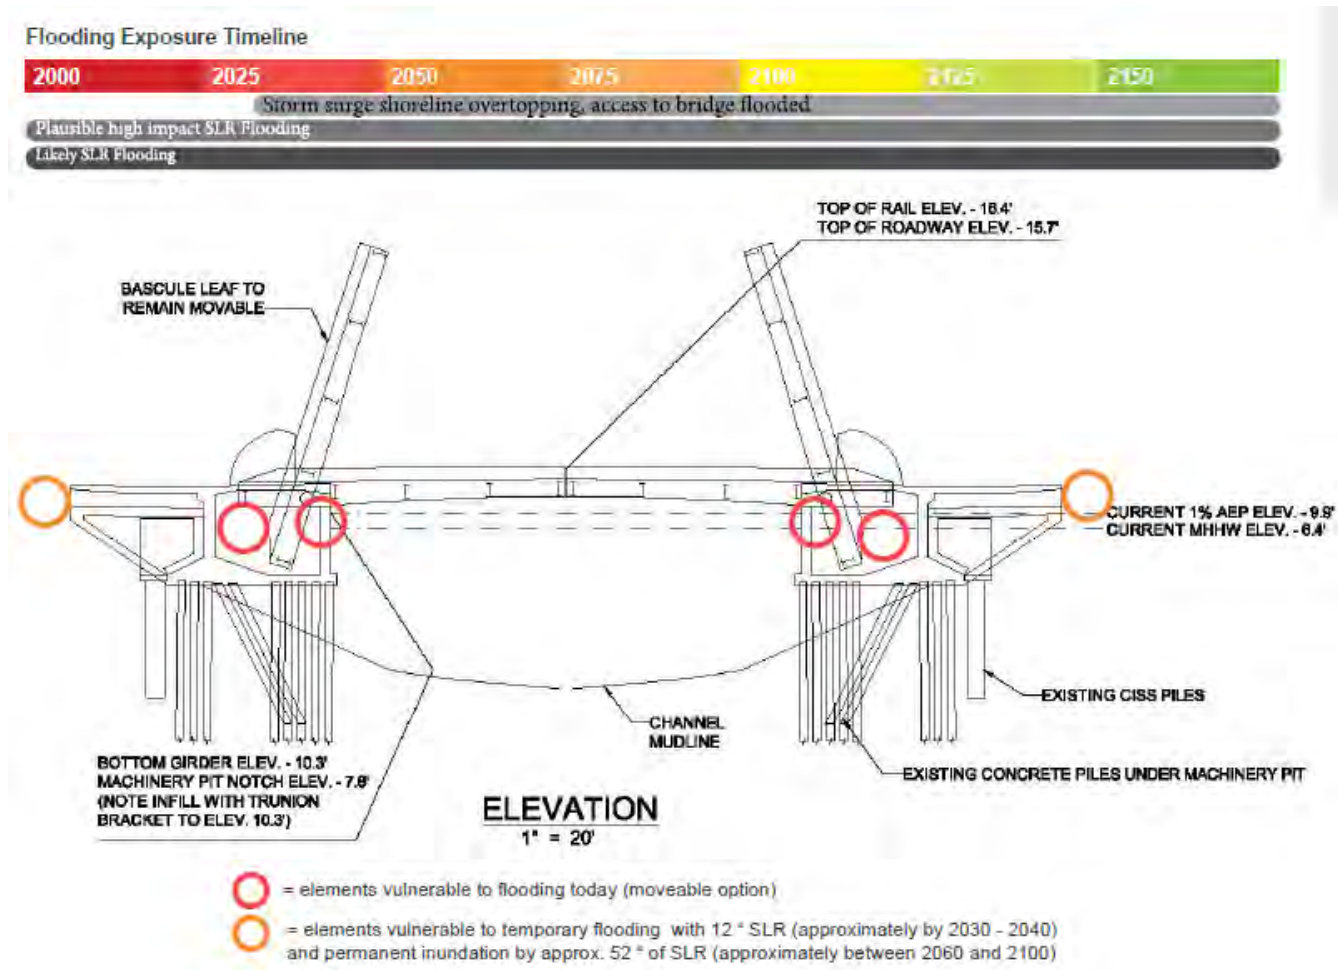 Flooding Exposure Timeline
2000 2025 2050 2075 2100 2125 2150
Storm surge shoreline overtopping, access to bridge flooded
Plausible high impact SLR Flooding
Likely SLR Flooding
TOP OF RAIL ELEV. - 16.4'
TOP OF ROADWAY ELEV. - 15.7'
BASCULE LEAF TO
REMAIN MOVABLE
CURRENT 1% AEP ELEV. - 9.9'
CURRENT MHHW ELEV. - 6.4'
EXISTING CISS PILES
CHANNEL
MUDLINE
BOTTOM GIRDER ELEV. - 10.3'
MACHINERY PIT NOTCH ELEV. - 7.8'
(NOTE INFILL WITH TRUNION
BRACKET TO ELEV. 10.3')
EXISTING CONCRETE PILES UNDER MACHINERY PIT
ELEVATION
1" = 20'
= elements vulnerable to flooding today (moveable option)
= elements vulnerable to temporary flooding with 12 " SLR (approximately by 2030 - 2040)
and permanent inundation by approx. 52 " of SLR (approximately between 2060 and 2100)